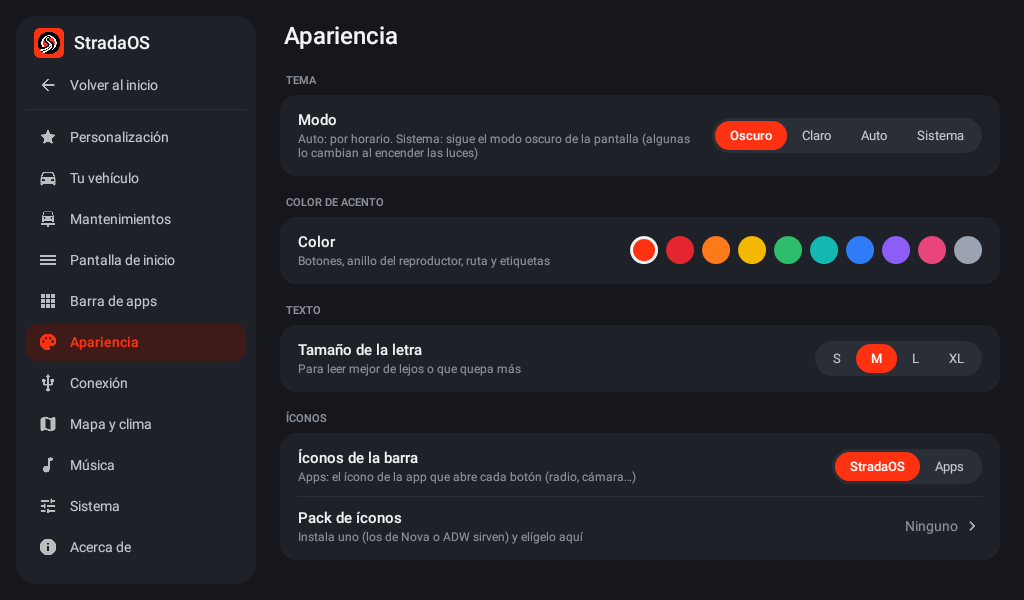 StradaOS
Volver al inicio
Personalización
Tu vehículo
Mantenimientos
Pantalla de inicio
Barra de apps
Apariencia
Conexión
Mapa y clima
Música
Sistema
Acerca de
Apariencia
TEMA
Modo
Auto: por horario. Sistema: sigue el modo oscuro de la pantalla (algunas
lo cambian al encender las luces)
Oscuro Claro Auto Sistema
COLOR DE ACENTO
Color
Botones, anillo del reproductor, ruta y etiquetas
TEXTO
Tamaño de la letra
Para leer mejor de lejos o que quepa más
S M L XL
ÍCONOS
Íconos de la barra
Apps: el ícono de la app que abre cada botón (radio, cámara…)
StradaOS Apps
Pack de íconos
Instala uno (los de Nova o ADW sirven) y elígelo aquí
Ninguno